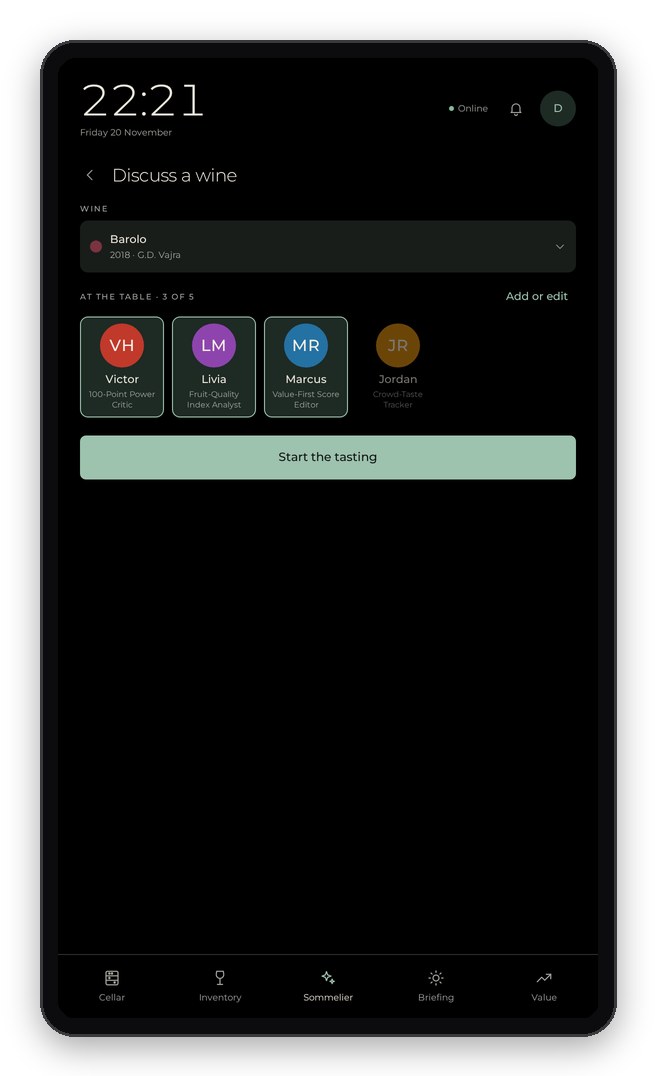 22:21
Friday 20 November
Online
D
Discuss a wine
WINE
Barolo
2018 · G.D. Vajra
AT THE TABLE · 3 OF 5
Add or edit
VH
Victor
100-Point Power
Critic
LM
Livia
Fruit-Quality
Index Analyst
MR
Marcus
Value-First Score
Editor
JR
Jordan
Crowd-Taste
Tracker
Start the tasting
Cellar
Inventory
Sommelier
Briefing
Value